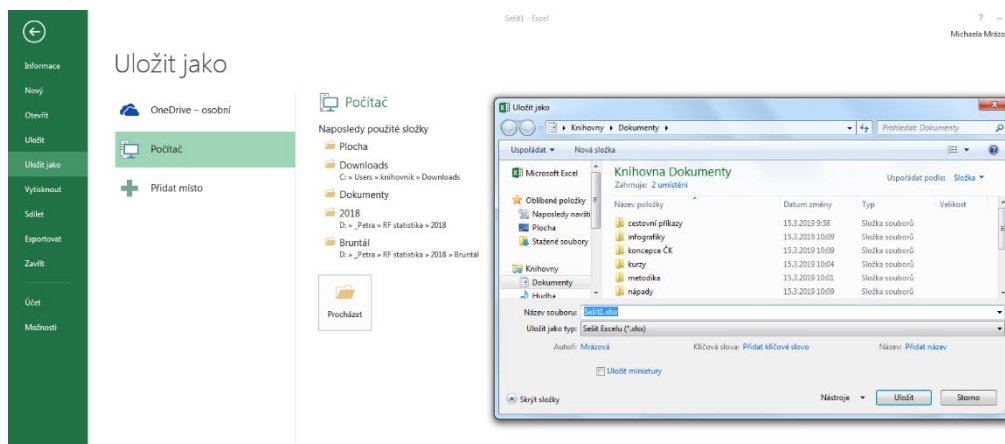 Sešit1 - Excel
?
Michaela Mrázo
Informace
Nový
Otevřít
Uložit
Uložit jako
Vytisknout
Sdílet
Exportovat
Zavřít
Účet
Možnosti
Uložit jako
OneDrive – osobní
Počítač
Přidat místo
Počítač
Naposledy použité složky
Plocha
Downloads
C: » Users » knihovnik » Downloads
Dokumenty
2018
D: » _Petra » RF statistika » 2018
Bruntál
D: » _Petra » RF statistika » 2018 » Bruntál
Procházet
Uložit jako
Knihovny ▸ Dokumenty ▸
Prohledat: Dokumenty
Uspořádat Nová složka
Microsoft Excel
Oblíbené položky
Naposledy navští
Plocha
Stažené soubory
Knihovny
Dokumenty
Hudba
Knihovna Dokumenty
Zahrnuje: 2 umístění
Uspořádat podle: Složka
Název položky Datum změny Typ Velikost
cestovní příkazy 15.3.2019 9:58 Složka souborů
infografiky 15.3.2019 10:09 Složka souborů
koncepce ČK 15.3.2019 10:09 Složka souborů
kurzy 15.3.2019 10:04 Složka souborů
metodika 15.3.2019 10:01 Složka souborů
nápady 15.3.2019 10:09 Složka souborů
Název souboru: Sešit1.xlsx
Uložit jako typ: Sešit Excelu (*.xlsx)
Autoři: Mrázová Klíčová slova: Přidat klíčové slovo Název: Přidat název
Uložit miniatury
Skrýt složky Nástroje Uložit Storno